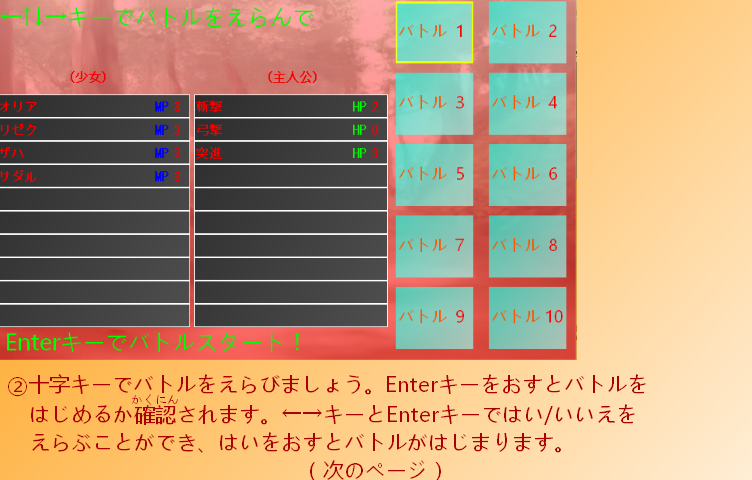 ←↑↓→キーでバトルをえらんで
（少女）
（主人公）
オリア MP 3
リピク MP 3
ザハ MP 3
サダル MP 3
斬撃 HP 2
弓撃 HP 0
突進 HP 3
バトル 1
バトル 2
バトル 3
バトル 4
バトル 5
バトル 6
バトル 7
バトル 8
バトル 9
バトル 10
Enterキーでバトルスタート！
②十字キーでバトルをえらびましょう。Enterキーをおすとバトルを
かくにん
はじめるか確認されます。←→キーとEnterキーではい/いいえを
えらぶことができ、はいをおすとバトルがはじまります。
( 次のページ )